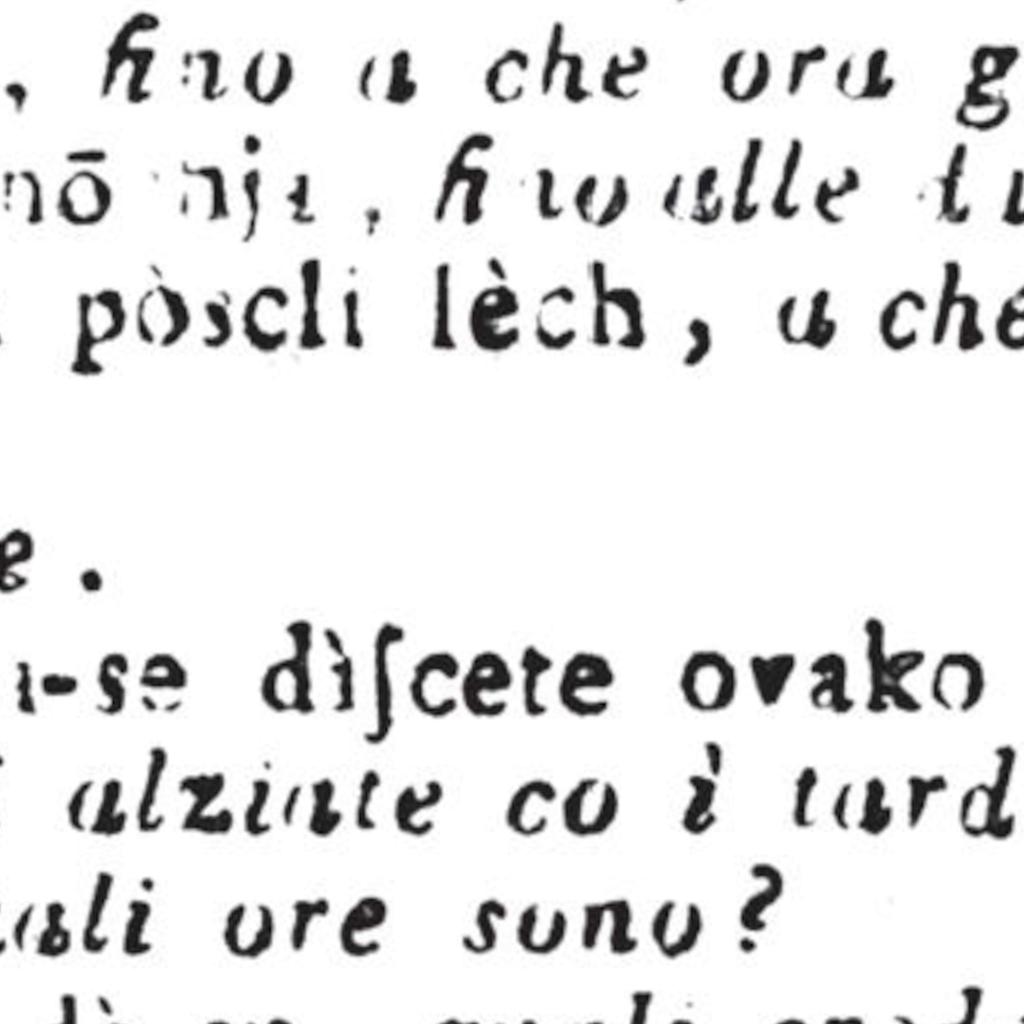 , fino a che ora g
nō nji, fino alle
pòscli lèch, a che
e.
-se dìſcete ovako
alziate co ì tard
ali ore sono?